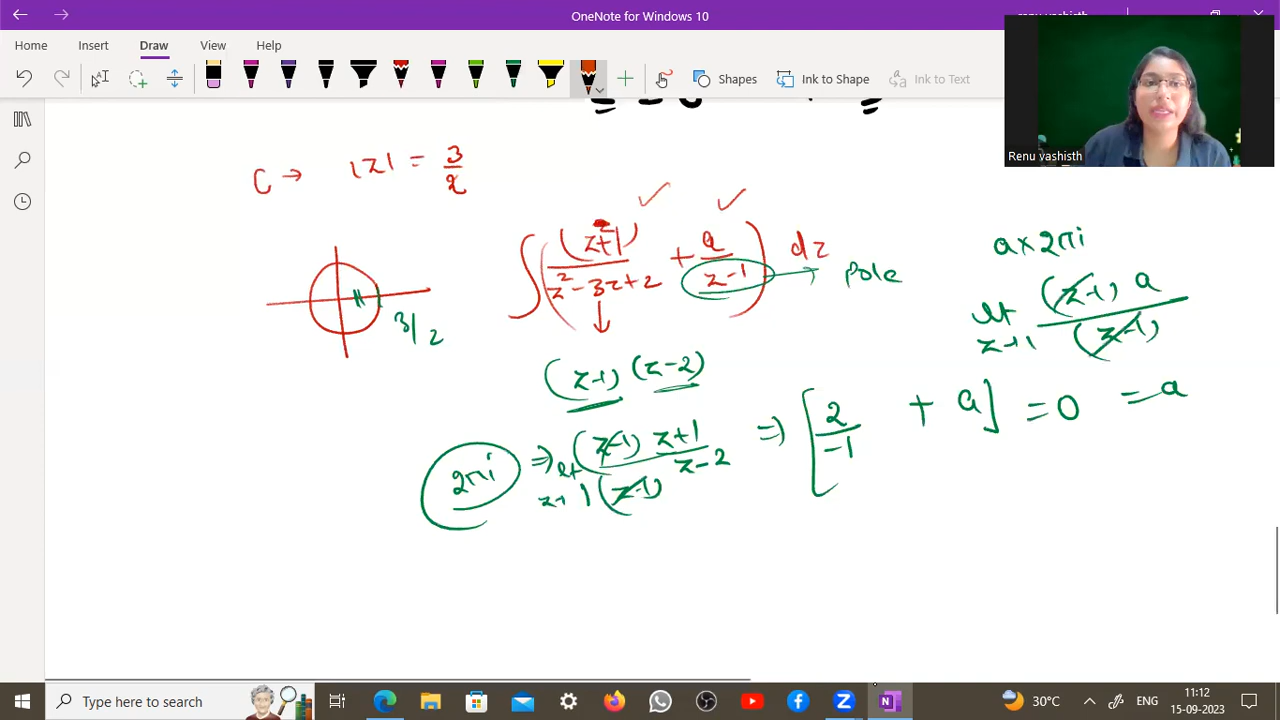 OneNote for Windows 10
renu vashisth
Home Insert Draw View Help
Shapes Ink to Shape Ink to Text
Renu vashisth
C → |z| = 3/2
∫ ( (z²+1) / (z² - 3z + 2) + a / (z-1) ) dz
→ pole
3/2
(z-1) (z-2)
2πi ⇒ lt z→1 (z-1) z+1 / (z-1) z-2 ⇒ [ 2/-1 + a ] = 0
a × 2πi
lt z→1 (z-1) a / (z-1)
= a
Type here to search
30°C
ENG
11:12
15-09-2023